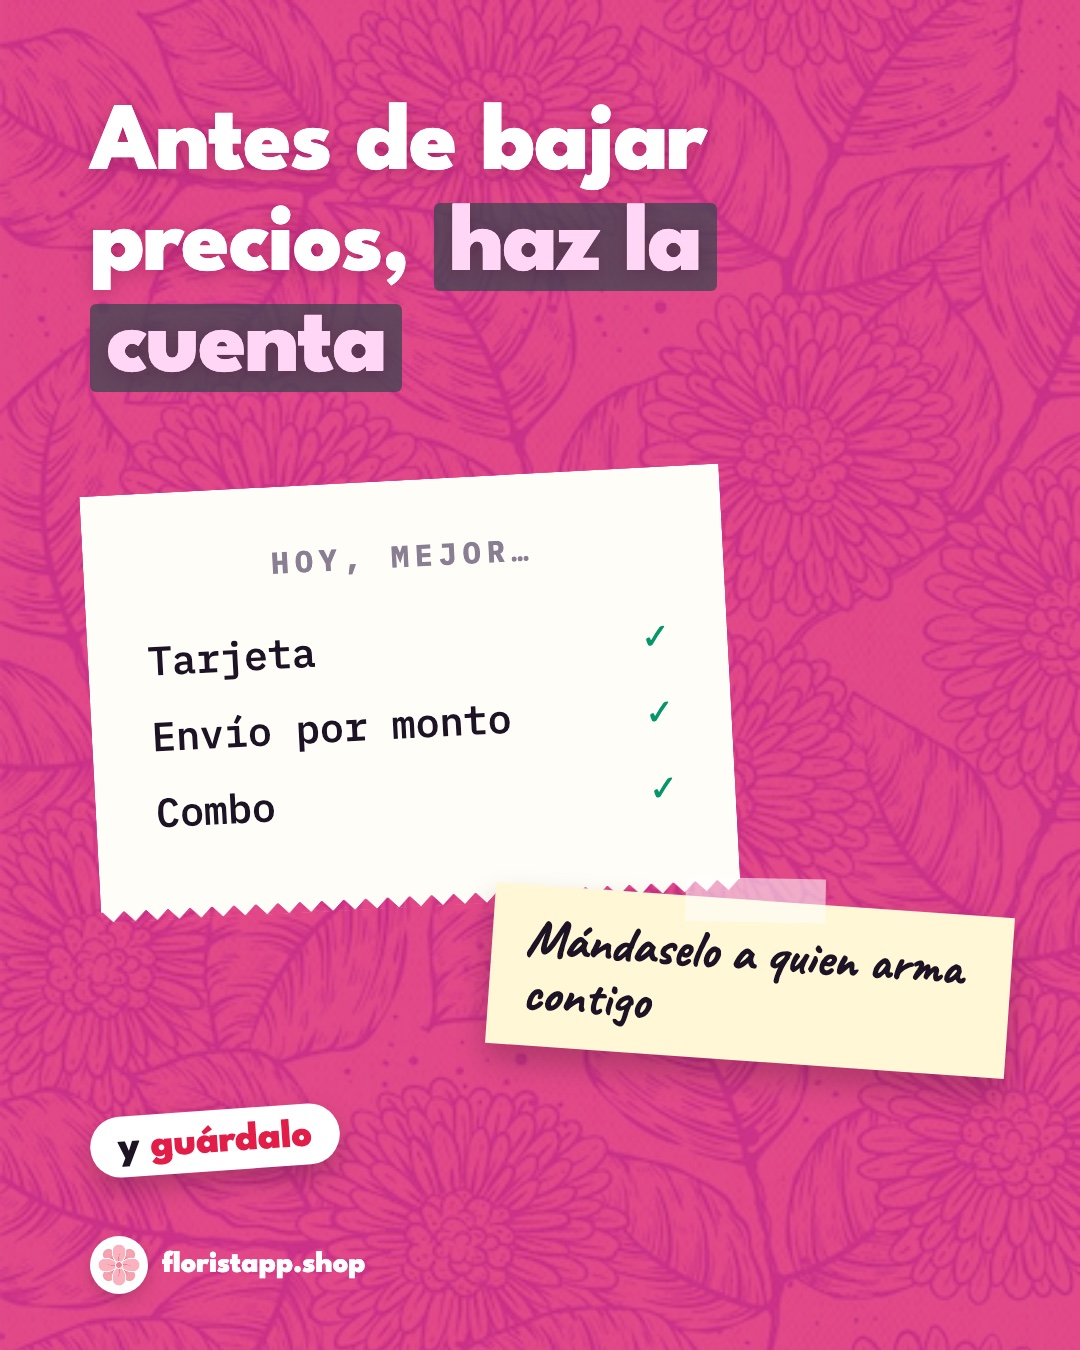 Antes de bajar
precios, haz la
cuenta
HOY, MEJOR…
Tarjeta ✓
Envío por monto ✓
Combo ✓
Mándaselo a quien arma
contigo
y guárdalo
floristapp.shop